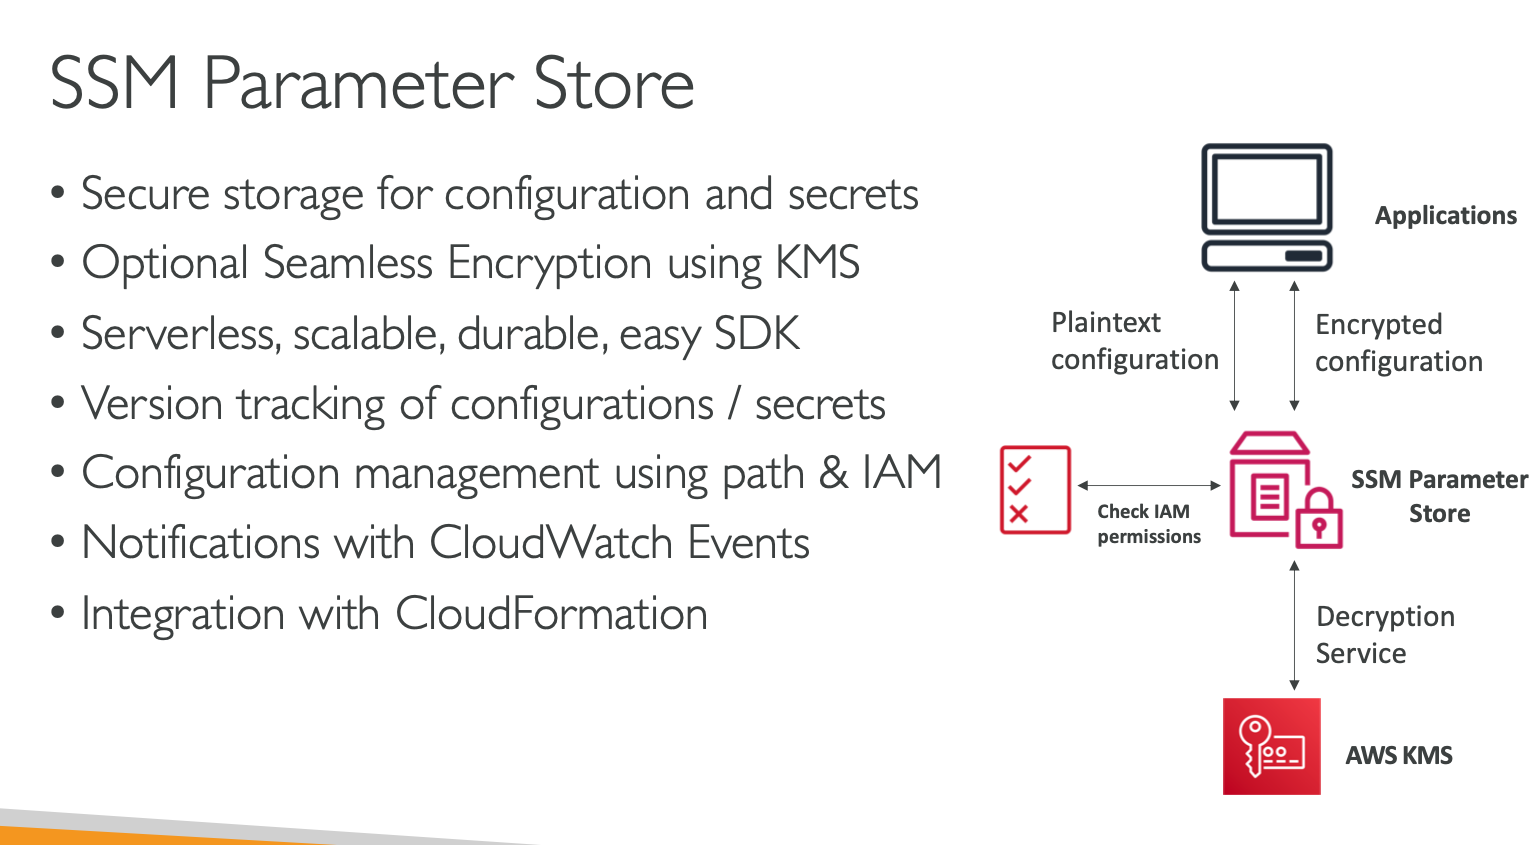 SSM Parameter Store
• Secure storage for configuration and secrets
• Optional Seamless Encryption using KMS
• Serverless, scalable, durable, easy SDK
• Version tracking of configurations / secrets
• Configuration management using path & IAM
• Notifications with CloudWatch Events
• Integration with CloudFormation
Applications
Plaintext
configuration
Encrypted
configuration
Check IAM
permissions
SSM Parameter
Store
Decryption
Service
AWS KMS